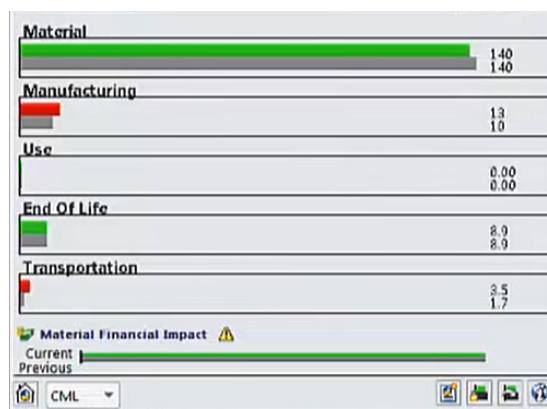 Material
140
140
Manufacturing
13
10
Use
0.00
0.00
End Of Life
8.9
8.9
Transportation
3.5
1.7
Material Financial Impact
Current
Previous
CML